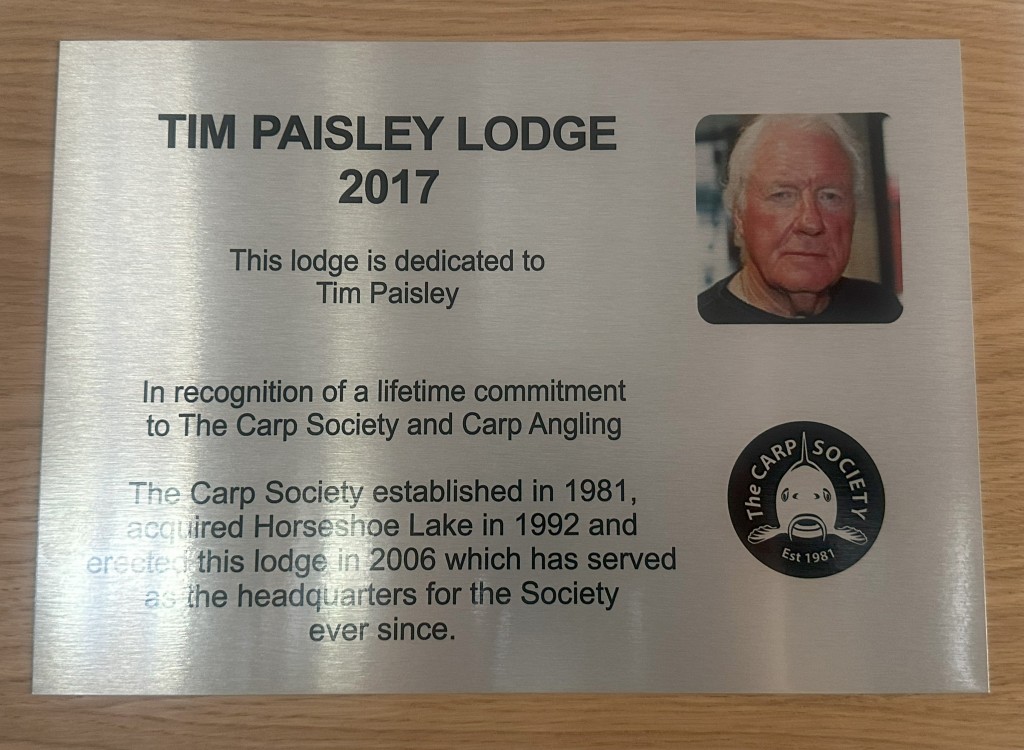 TIM PAISLEY LODGE
2017
This lodge is dedicated to
Tim Paisley
In recognition of a lifetime commitment
to The Carp Society and Carp Angling
The Carp Society established in 1981,
acquired Horseshoe Lake in 1992 and
erected this lodge in 2006 which has served
as the headquarters for the Society
ever since.
The CARP SOCIETY
Est 1981